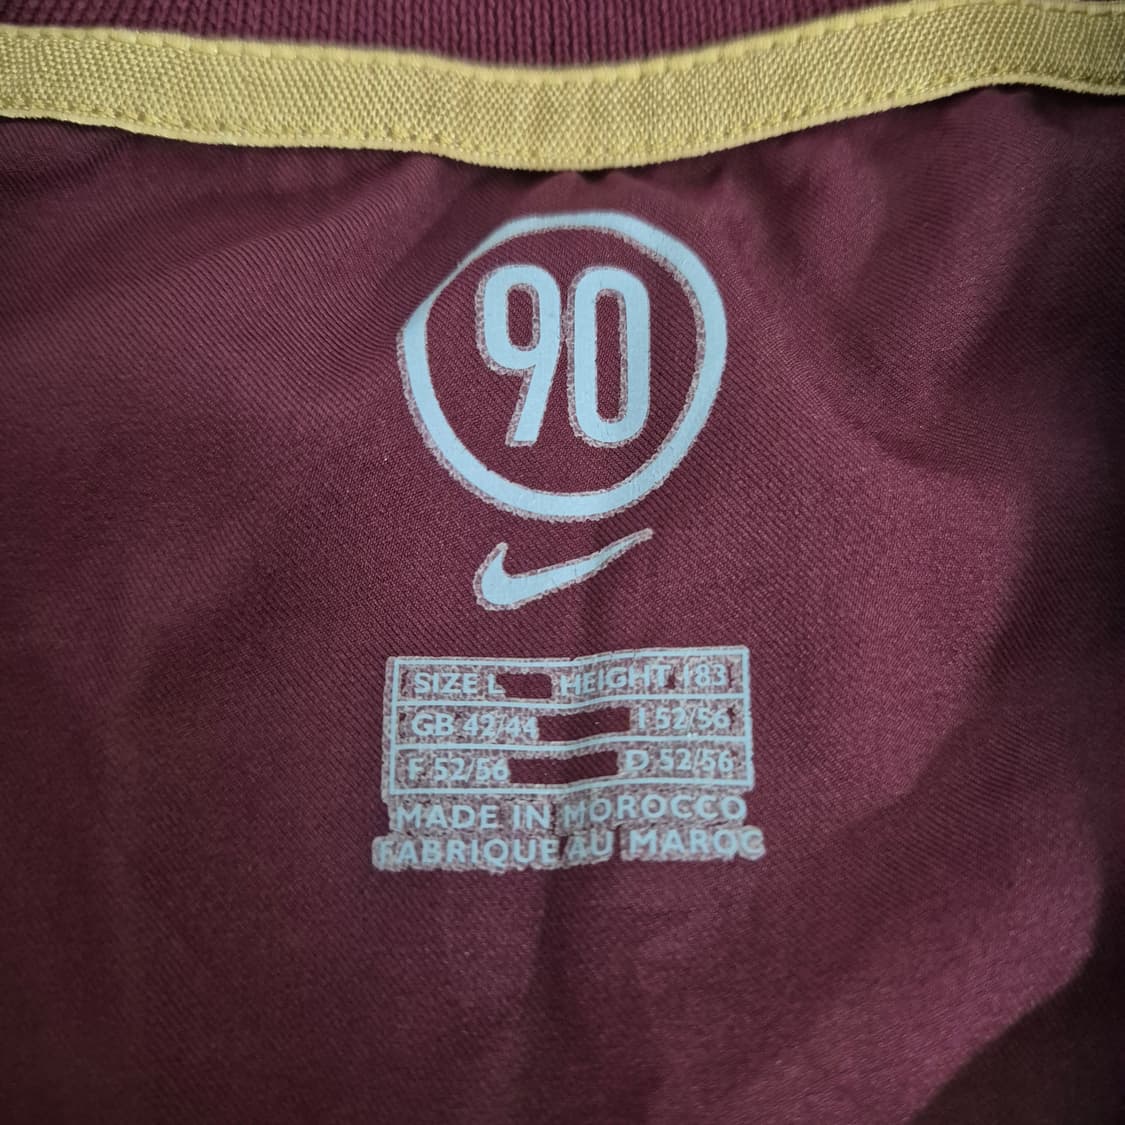 90
SIZE L HEIGHT 183
GB 42/44 I 52/56
F 52/56 D 52/56
MADE IN MOROCCO
FABRIQUE AU MAROC